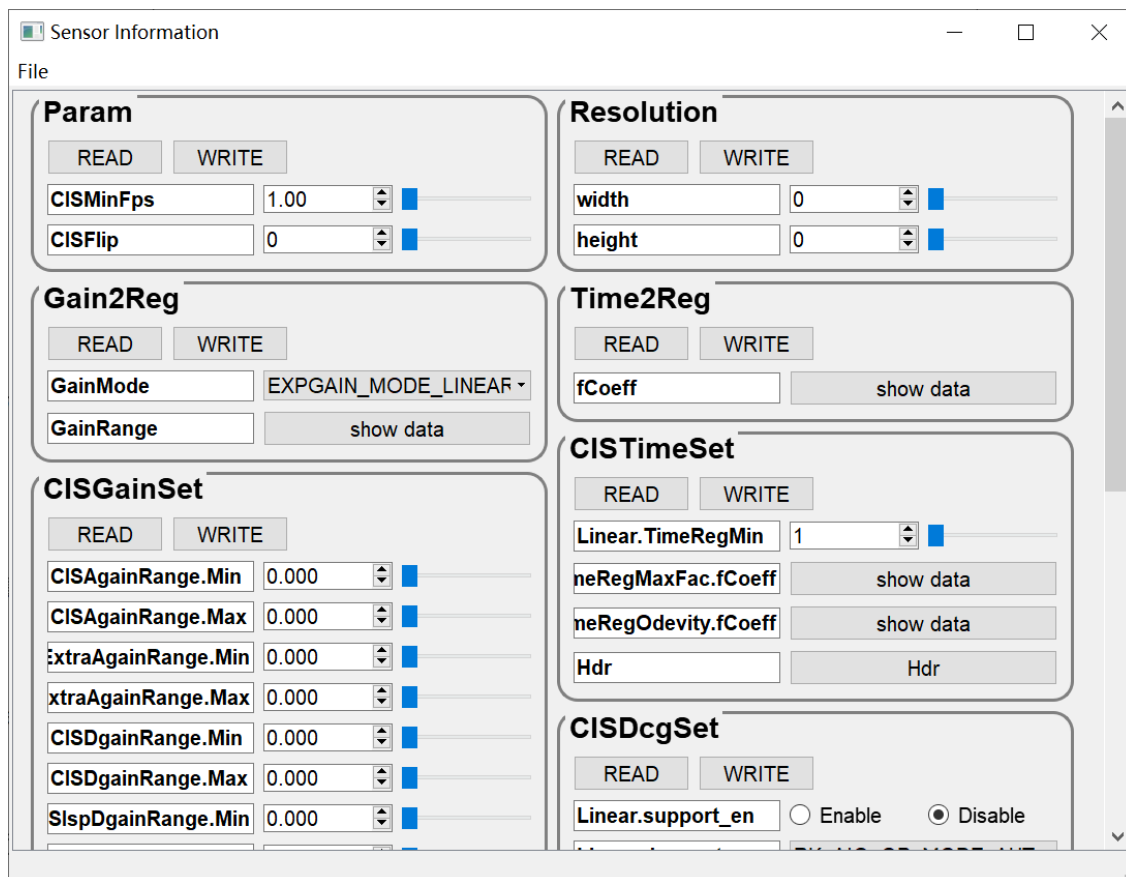 Sensor Information
File
Param
READ WRITE
CISMinFps 1.00
CISFlip 0
Gain2Reg
READ WRITE
GainMode EXPGAIN_MODE_LINEAR
GainRange show data
CISGainSet
READ WRITE
CISAgainRange.Min 0.000
CISAgainRange.Max 0.000
ExtraAgainRange.Min 0.000
xtraAgainRange.Max 0.000
CISDgainRange.Min 0.000
CISDgainRange.Max 0.000
SIspDgainRange.Min 0.000
Resolution
READ WRITE
width 0
height 0
Time2Reg
READ WRITE
fCoeff show data
CISTimeSet
READ WRITE
Linear.TimeRegMin 1
meRegMaxFac.fCoeff show data
neRegOdevity.fCoeff show data
Hdr Hdr
CISDcgSet
READ WRITE
Linear.support_en Enable Disable